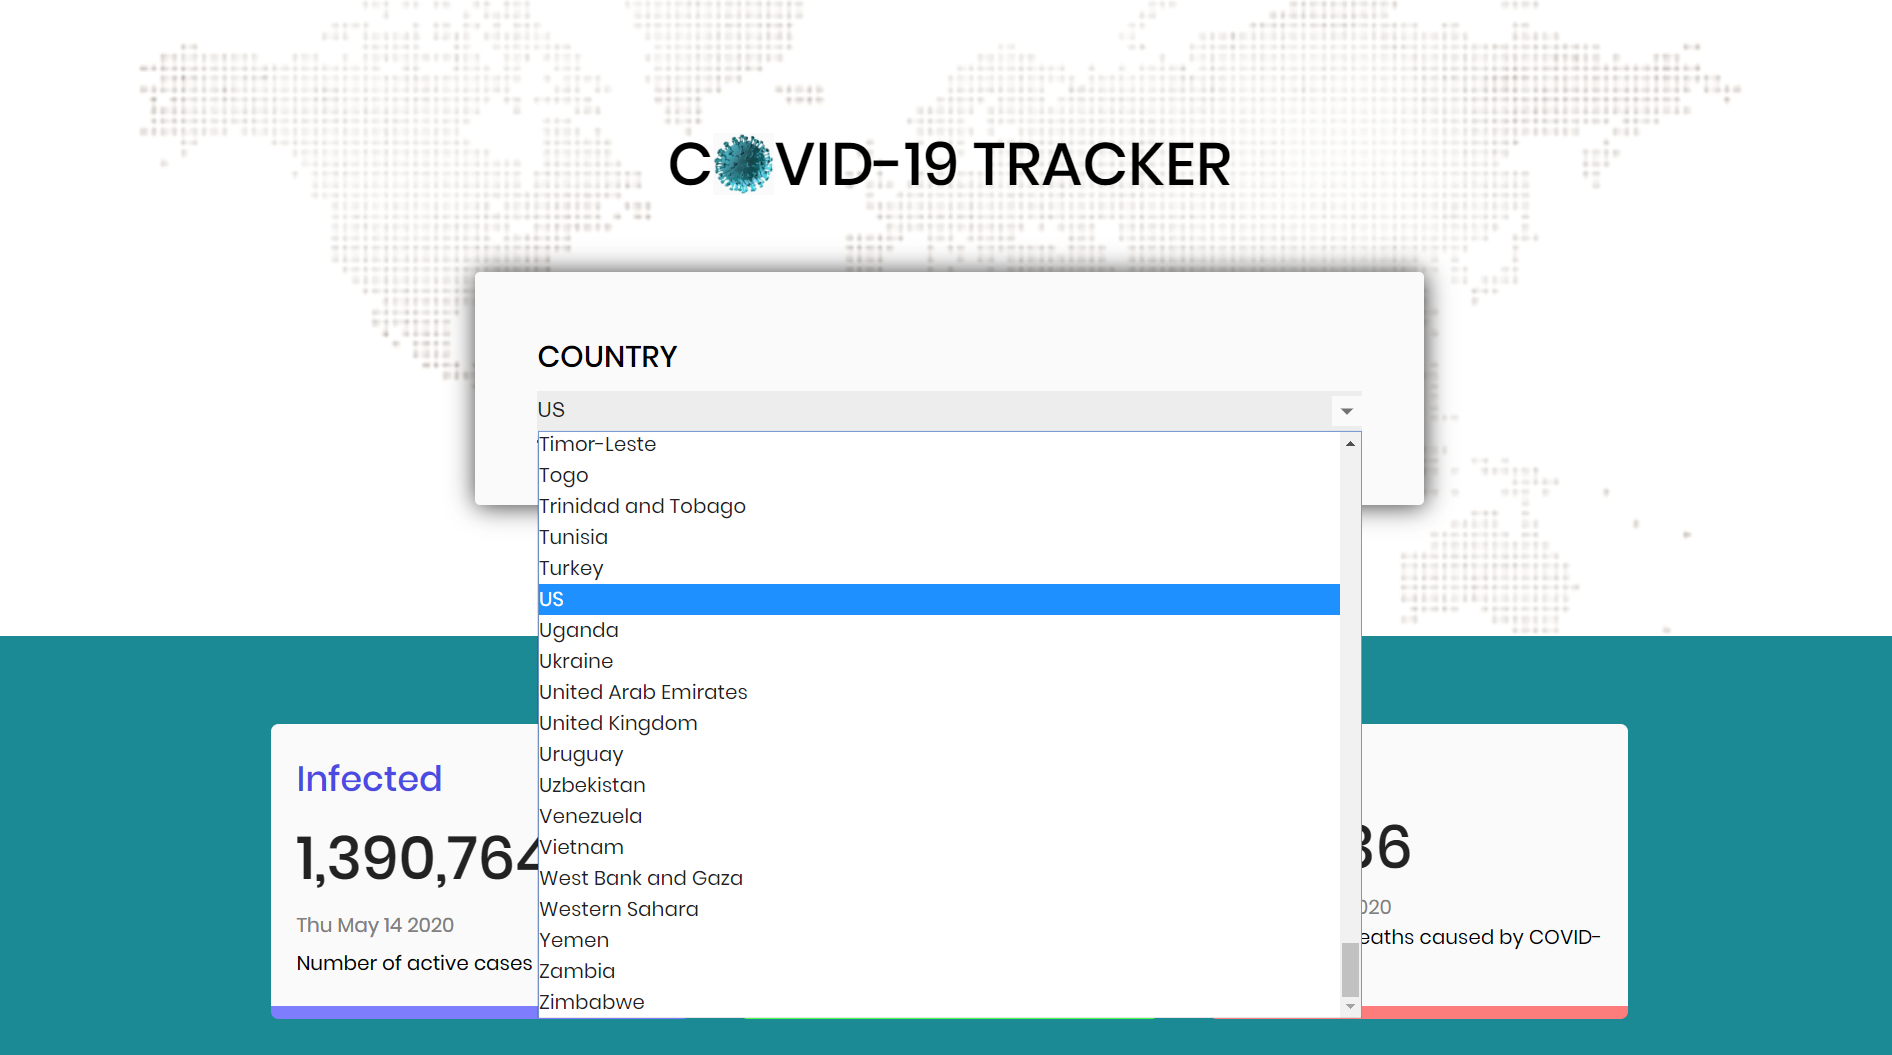 COVID-19 TRACKER
COUNTRY
US
Timor-Leste
Togo
Trinidad and Tobago
Tunisia
Turkey
US
Uganda
Ukraine
United Arab Emirates
United Kingdom
Uruguay
Uzbekistan
Venezuela
Vietnam
West Bank and Gaza
Western Sahara
Yemen
Zambia
Zimbabwe
Infected
1,390,764
Thu May 14 2020
Number of active cases
36
020
eaths caused by COVID-